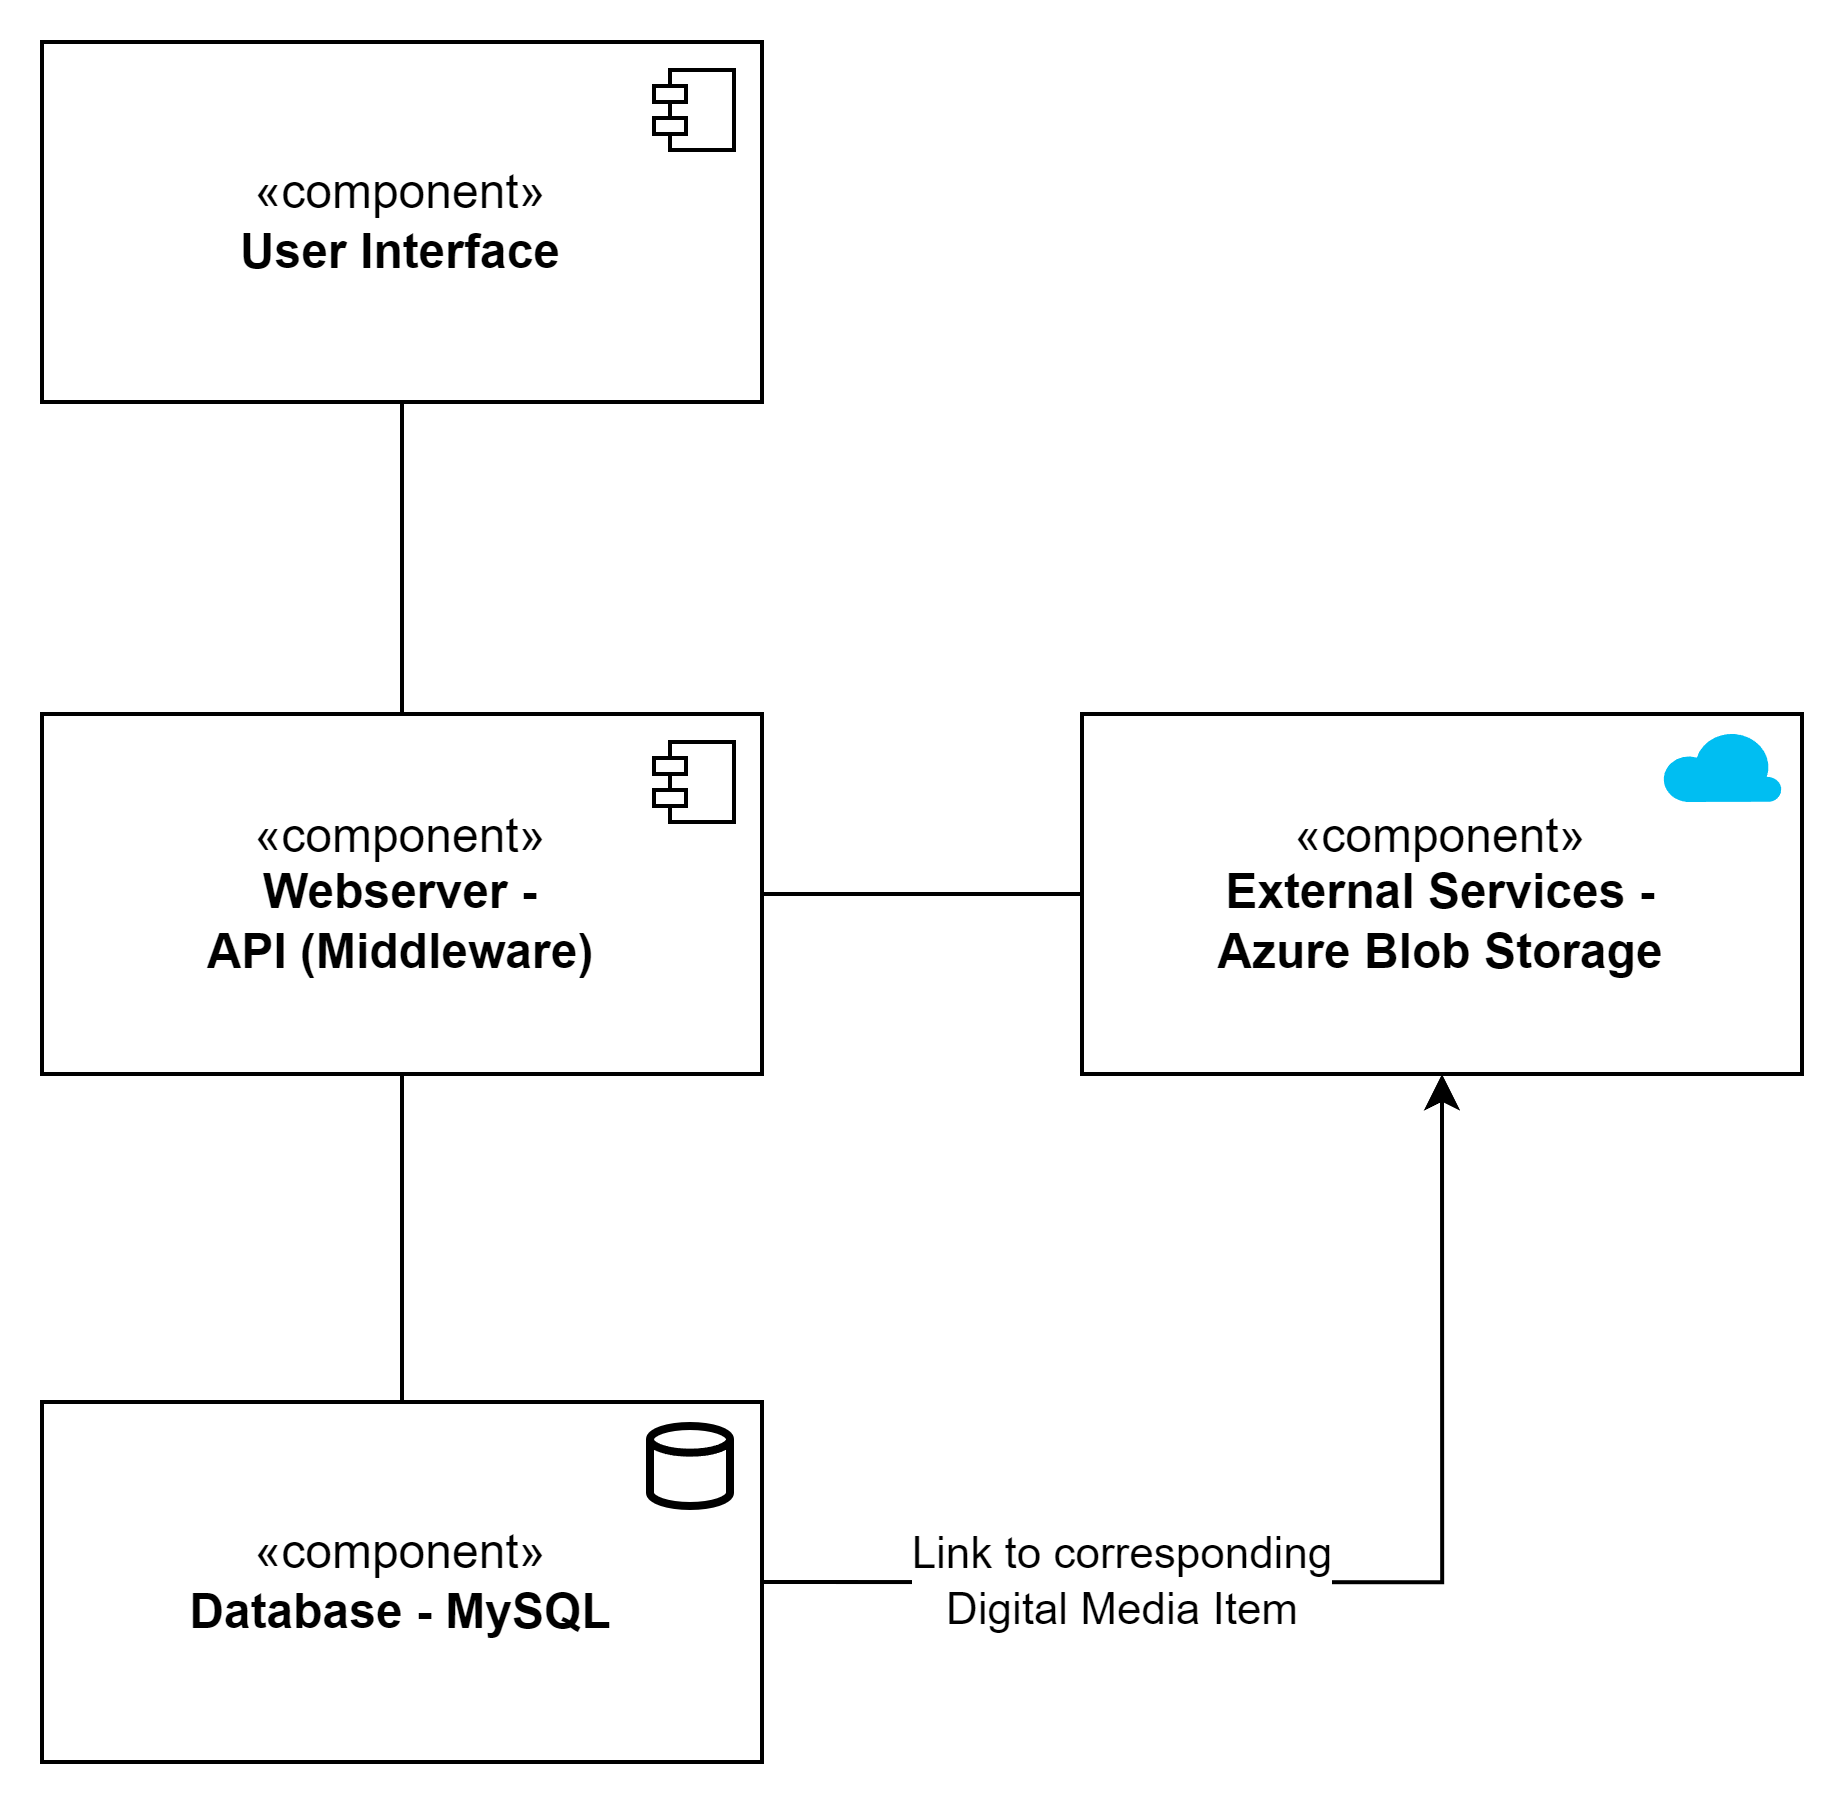 «component»
User Interface
«component»
Webserver -
API (Middleware)
«component»
External Services -
Azure Blob Storage
«component»
Database - MySQL
Link to corresponding
Digital Media Item